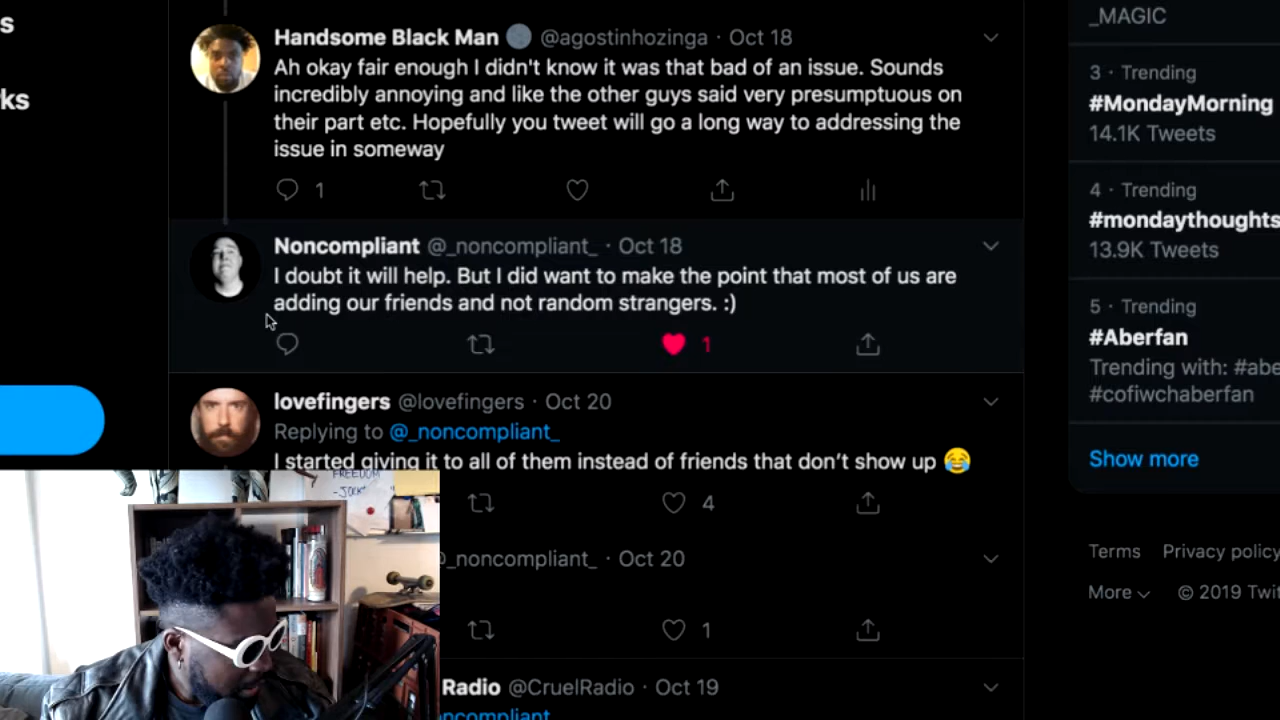 s
ks
Handsome Black Man @agostinhozinga · Oct 18
Ah okay fair enough I didn't know it was that bad of an issue. Sounds
incredibly annoying and like the other guys said very presumptuous on
their part etc. Hopefully you tweet will go a long way to addressing the
issue in someway
1
Noncompliant @_noncompliant_ · Oct 18
I doubt it will help. But I did want to make the point that most of us are
adding our friends and not random strangers. :)
1
lovefingers @lovefingers · Oct 20
Replying to @_noncompliant_
I started giving it to all of them instead of friends that don't show up 😂
4
_noncompliant_ · Oct 20
1
Radio @CruelRadio · Oct 19
ncompliant
FREEDOM
-JOCK
_MAGIC
3 · Trending
#MondayMorning
14.1K Tweets
4 · Trending
#mondaythoughts
13.9K Tweets
5 · Trending
#Aberfan
Trending with: #abe
#cofiwchaberfan
Show more
Terms Privacy policy
More © 2019 Twit